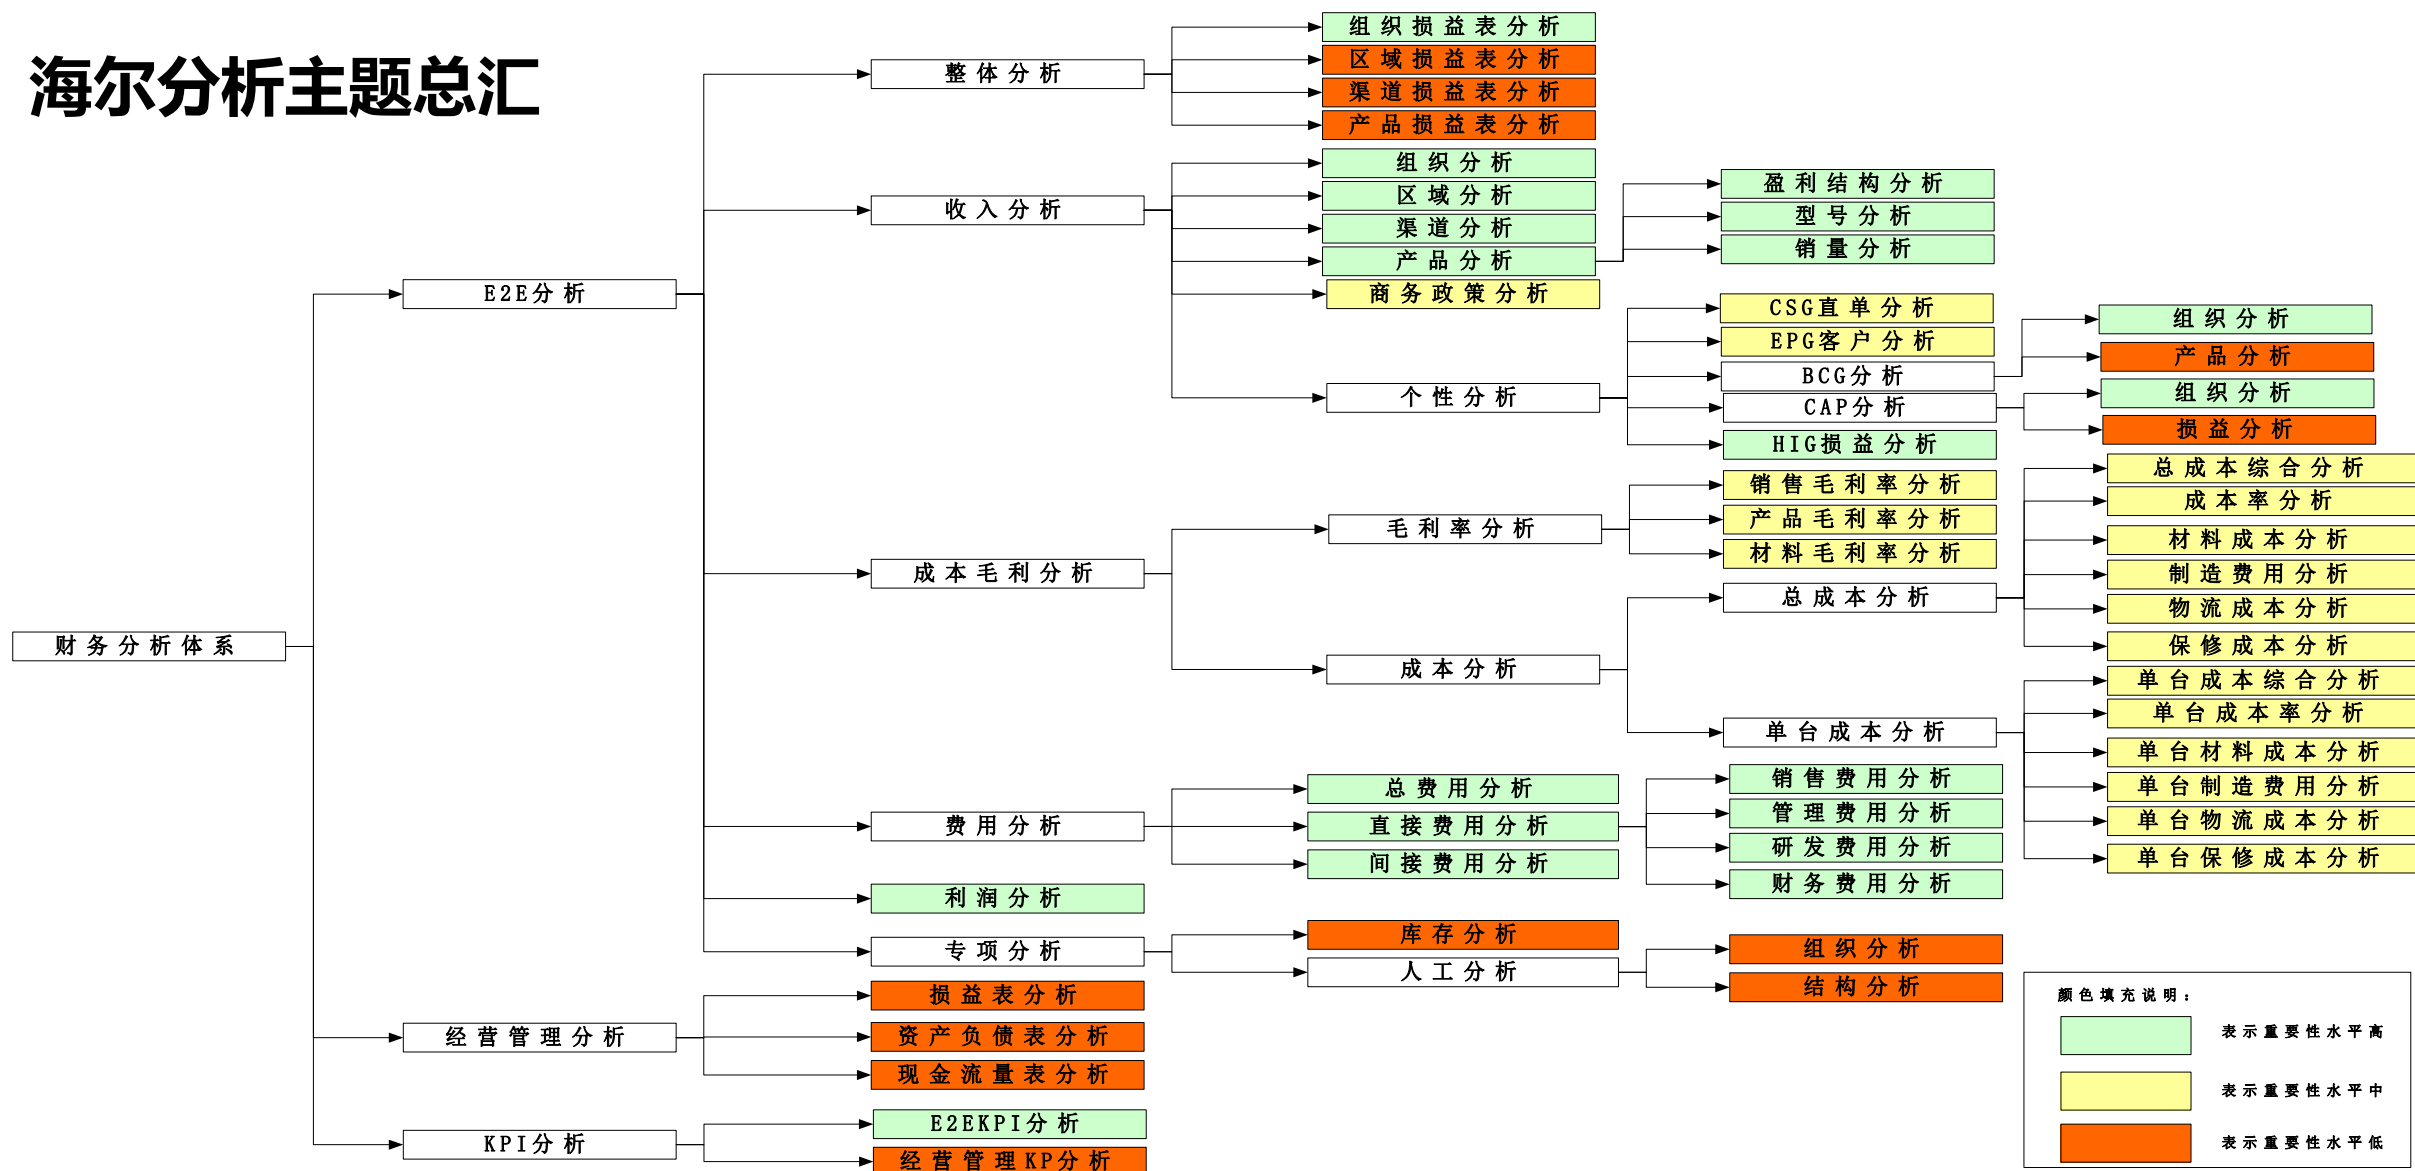 海尔分析主题总汇
财务分析体系
E2E分析
整体分析
组织损益表分析
区域损益表分析
渠道损益表分析
产品损益表分析
收入分析
组织分析
区域分析
渠道分析
产品分析
盈利结构分析
型号分析
销量分析
商务政策分析
个性分析
CSG直单分析
EPG客户分析
BCG分析
组织分析
产品分析
CAP分析
组织分析
损益分析
HIG损益分析
成本毛利分析
毛利率分析
销售毛利率分析
产品毛利率分析
材料毛利率分析
成本分析
总成本分析
总成本综合分析
成本率分析
材料成本分析
制造费用分析
物流成本分析
保修成本分析
单台成本分析
单台成本综合分析
单台成本率分析
单台材料成本分析
单台制造费用分析
单台物流成本分析
单台保修成本分析
费用分析
总费用分析
直接费用分析
销售费用分析
管理费用分析
研发费用分析
财务费用分析
间接费用分析
利润分析
专项分析
库存分析
人工分析
组织分析
结构分析
经营管理分析
损益表分析
资产负债表分析
现金流量表分析
KPI分析
E2EKPI分析
经营管理KP分析
颜色填充说明：
表示重要性水平高
表示重要性水平中
表示重要性水平低